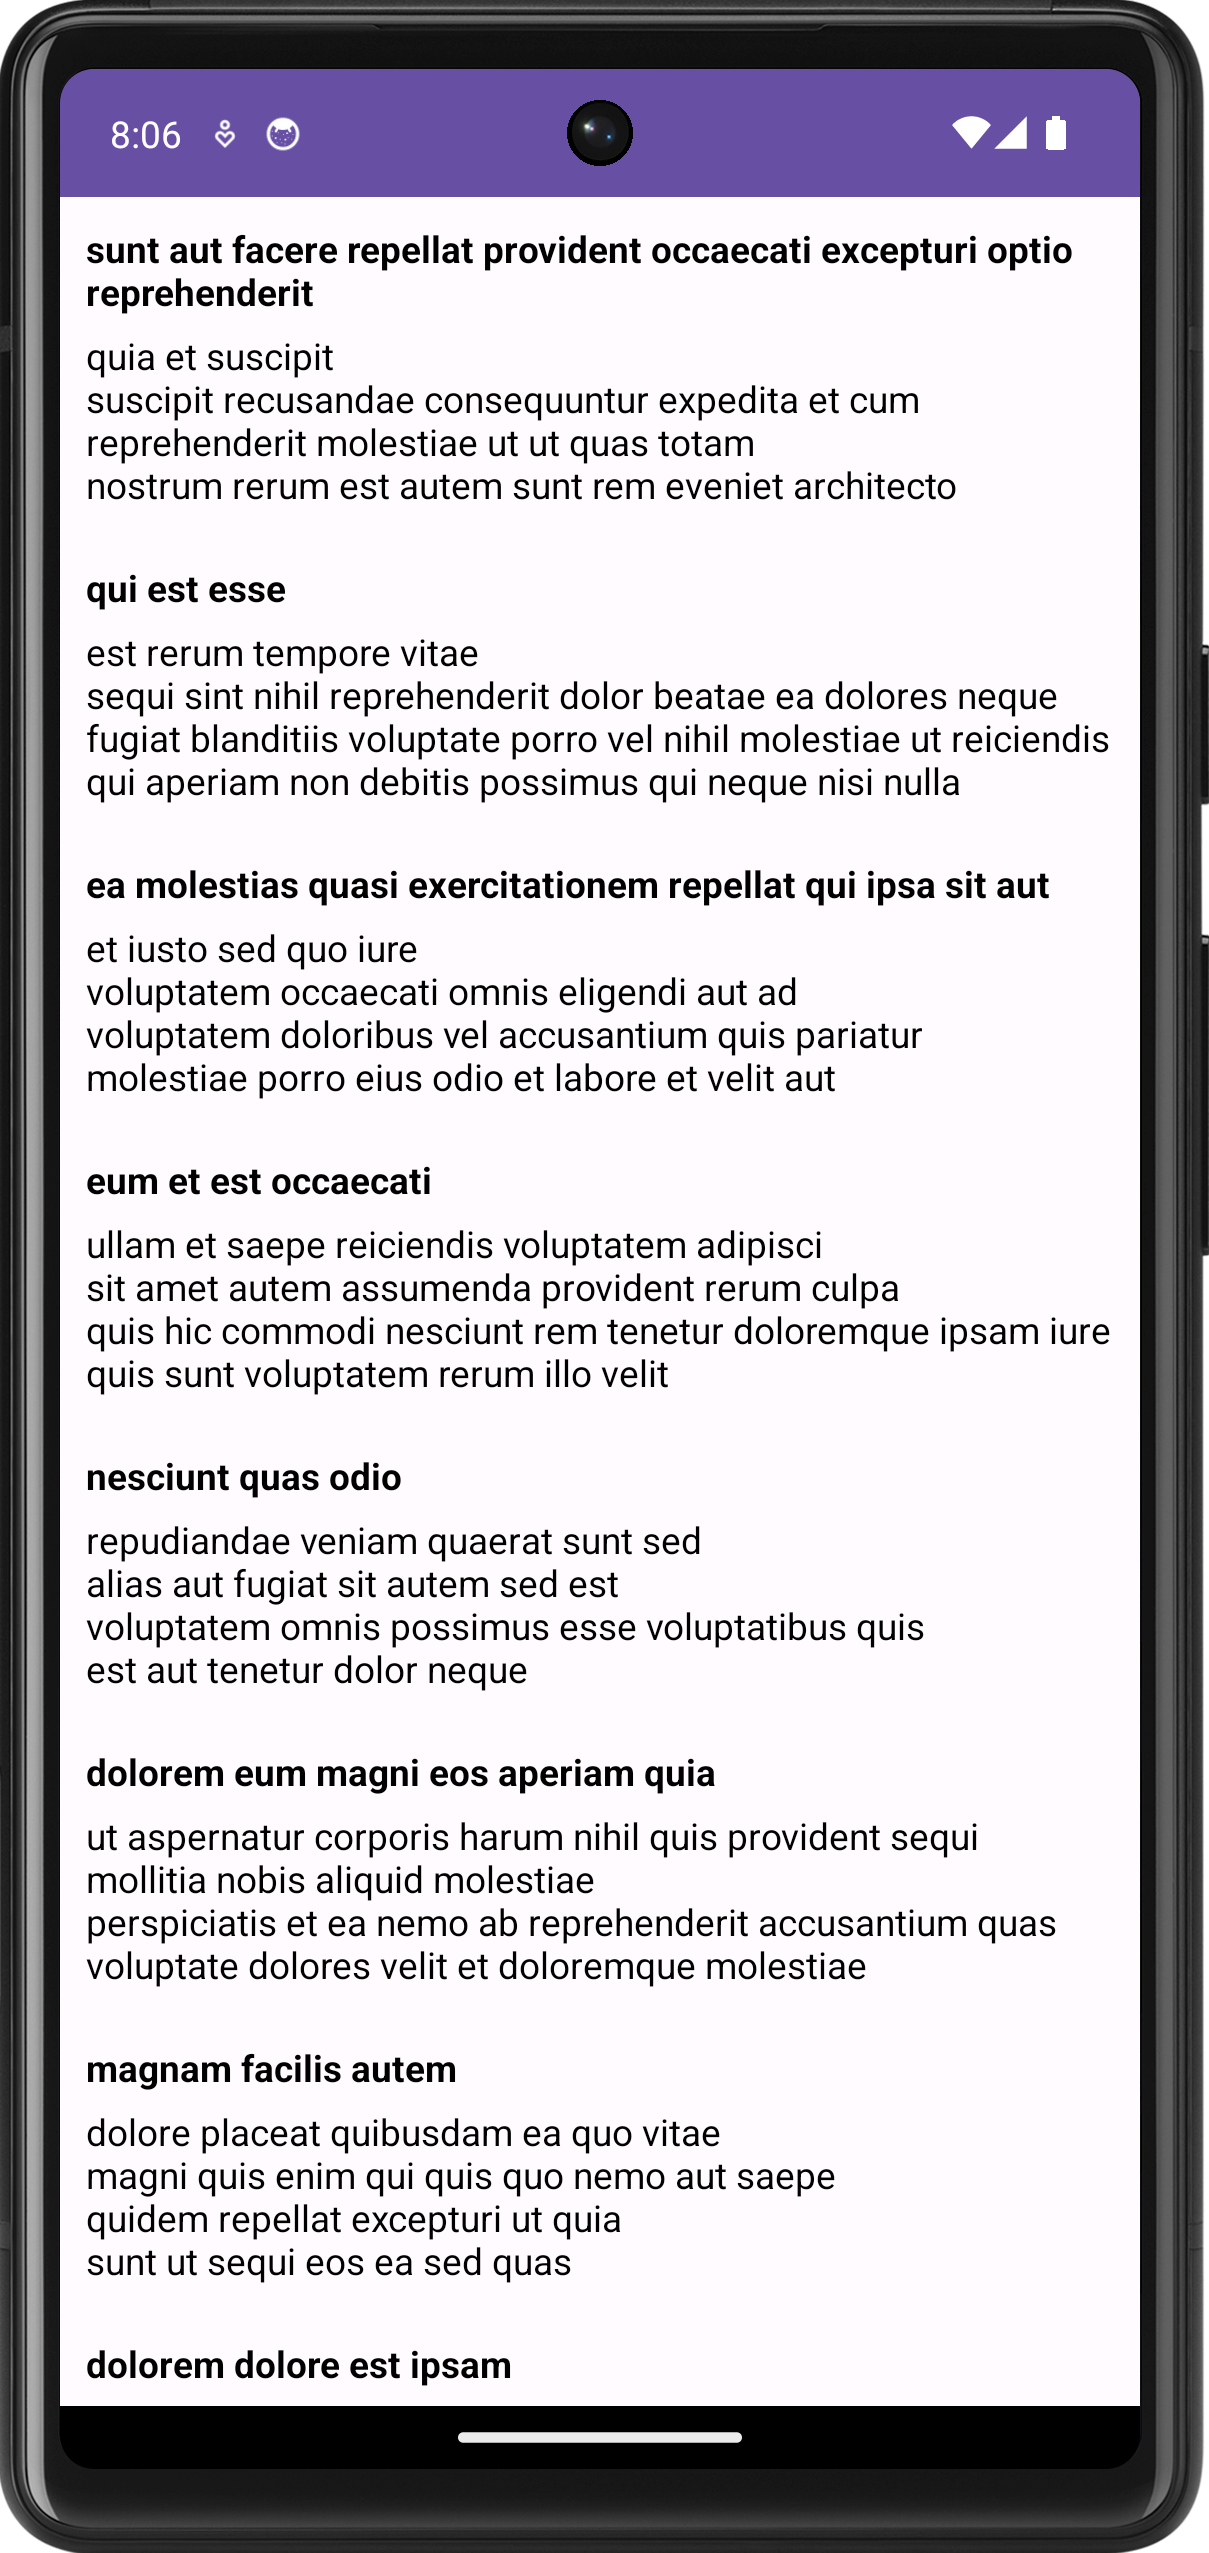 8:06
sunt aut facere repellat provident occaecati excepturi optio
reprehenderit
quia et suscipit
suscipit recusandae consequuntur expedita et cum
reprehenderit molestiae ut ut quas totam
nostrum rerum est autem sunt rem eveniet architecto
qui est esse
est rerum tempore vitae
sequi sint nihil reprehenderit dolor beatae ea dolores neque
fugiat blanditiis voluptate porro vel nihil molestiae ut reiciendis
qui aperiam non debitis possimus qui neque nisi nulla
ea molestias quasi exercitationem repellat qui ipsa sit aut
et iusto sed quo iure
voluptatem occaecati omnis eligendi aut ad
voluptatem doloribus vel accusantium quis pariatur
molestiae porro eius odio et labore et velit aut
eum et est occaecati
ullam et saepe reiciendis voluptatem adipisci
sit amet autem assumenda provident rerum culpa
quis hic commodi nesciunt rem tenetur doloremque ipsam iure
quis sunt voluptatem rerum illo velit
nesciunt quas odio
repudiandae veniam quaerat sunt sed
alias aut fugiat sit autem sed est
voluptatem omnis possimus esse voluptatibus quis
est aut tenetur dolor neque
dolorem eum magni eos aperiam quia
ut aspernatur corporis harum nihil quis provident sequi
mollitia nobis aliquid molestiae
perspiciatis et ea nemo ab reprehenderit accusantium quas
voluptate dolores velit et doloremque molestiae
magnam facilis autem
dolore placeat quibusdam ea quo vitae
magni quis enim qui quis quo nemo aut saepe
quidem repellat excepturi ut quia
sunt ut sequi eos ea sed quas
dolorem dolore est ipsam